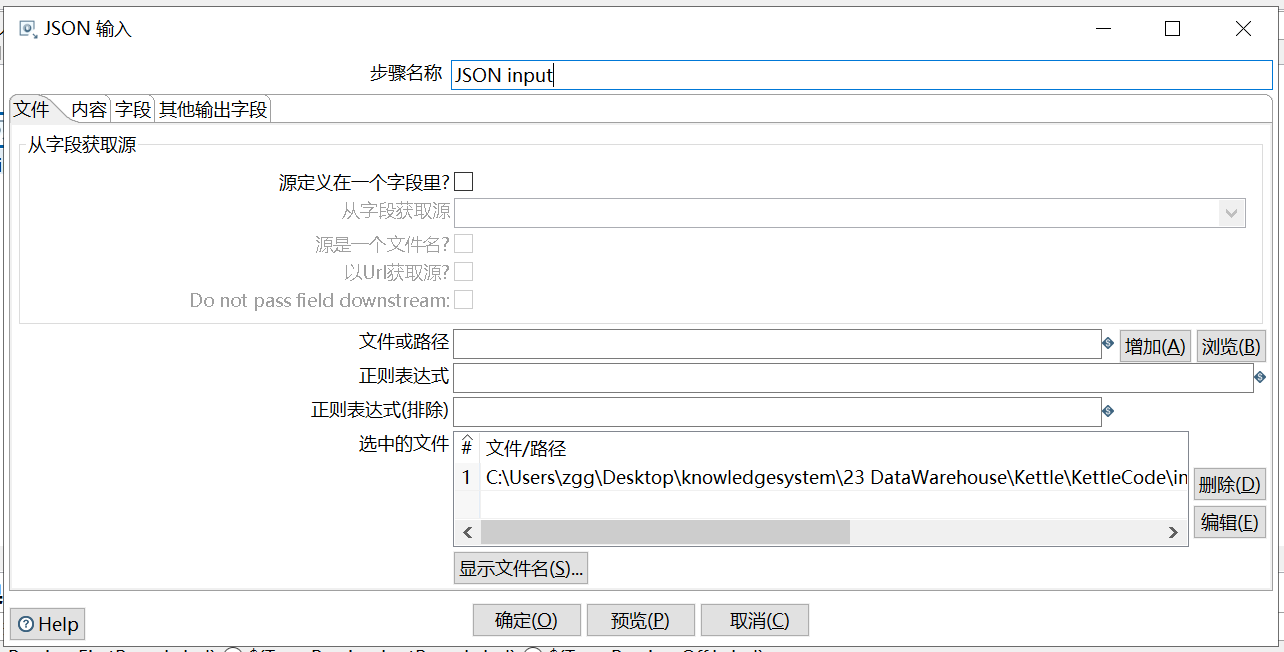 JSON 输入
步骤名称 JSON input
文件 内容 字段 其他输出字段
从字段获取源
源定义在一个字段里?
从字段获取源
源是一个文件名?
以Url获取源?
Do not pass field downstream:
文件或路径 增加(A) 浏览(B)
正则表达式
正则表达式(排除)
选中的文件 # 文件/路径
1 C:\Users\zgg\Desktop\knowledgesystem\23 DataWarehouse\Kettle\KettleCode\in
删除(D)
编辑(E)
显示文件名(S)...
Help 确定(O) 预览(P) 取消(C)